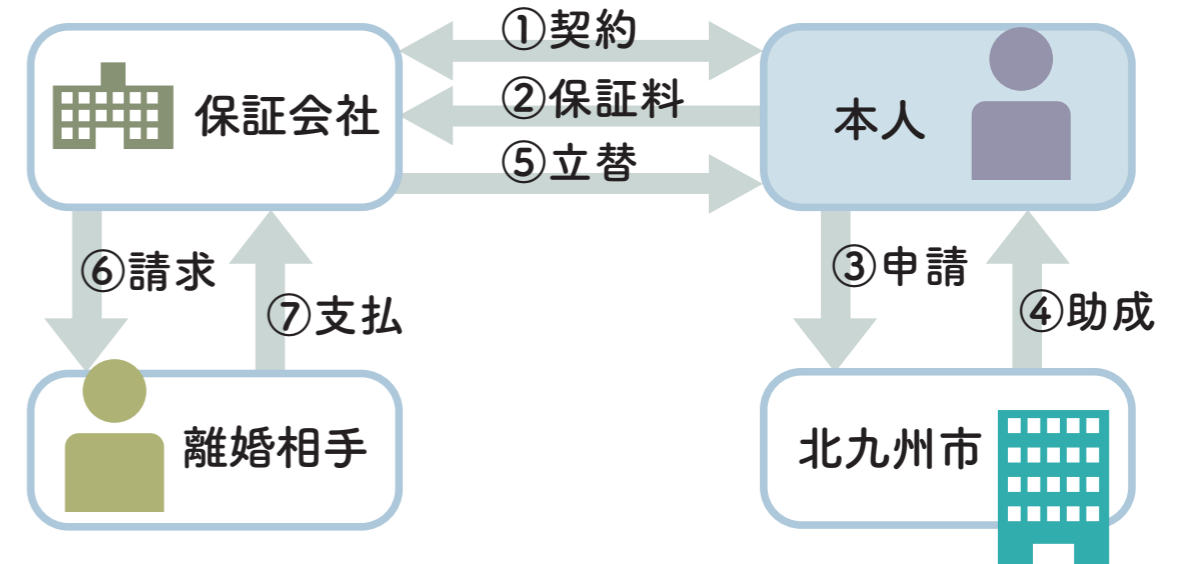 ①契約
保証会社
②保証料
本人
⑤立替
⑥請求
⑦支払
③申請
④助成
離婚相手
北九州市